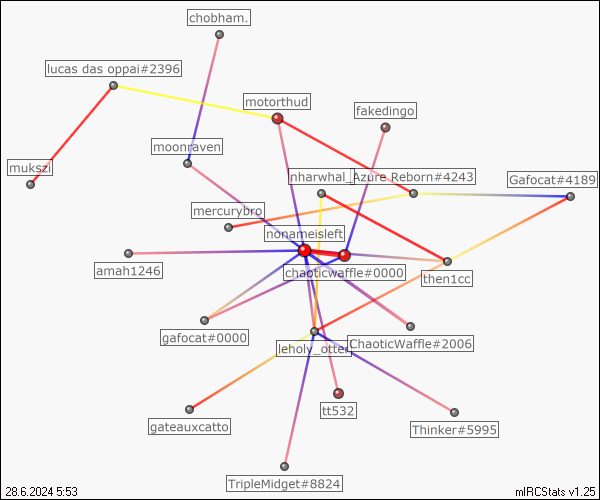 chobham.
lucas das oppai#2396
motorthud
fakedingo
moonraven
mukszi
nharwhal_
Azure Reborn#4243
Gafocat#4189
mercurybro
nonameisleft
amah1246
chaoticwaffle#0000
then1cc
gafocat#0000
leholy_otter
ChaoticWaffle#2006
tt532
gateauxcatto
Thinker#5995
TripleMidget#8824
28.6.2024 5:53
mIRCStats v1.25